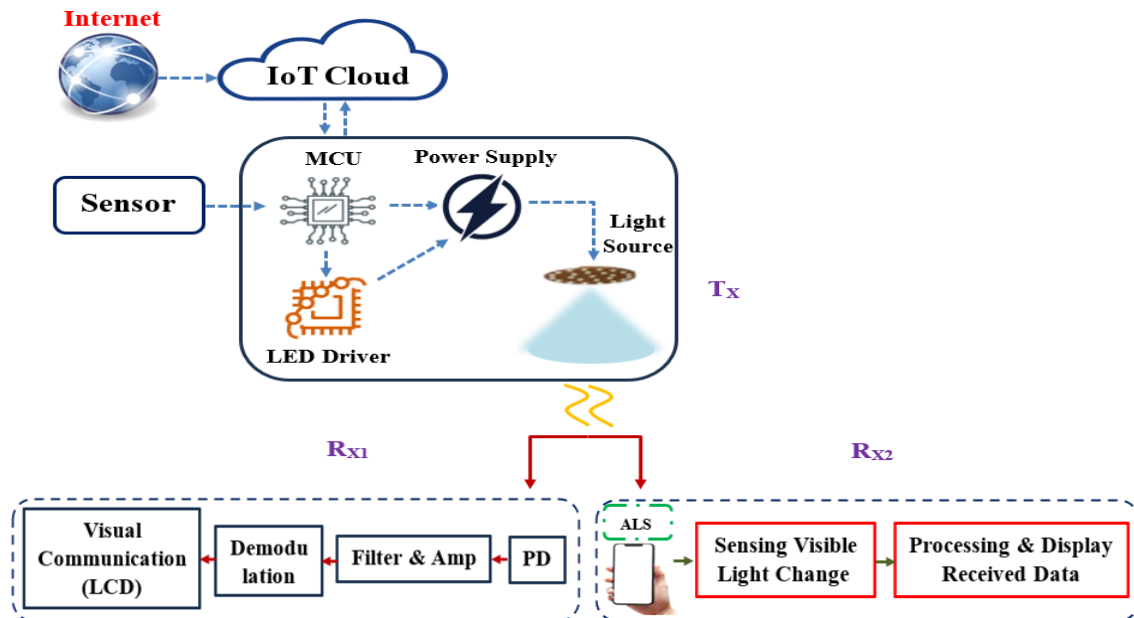 Internet
IoT Cloud
MCU
Power Supply
Sensor
Light
Source
LED Driver
TX
RX1
RX2
Visual
Communication
(LCD)
Demodu
lation
Filter & Amp
PD
ALS
Sensing Visible
Light Change
Processing & Display
Received Data